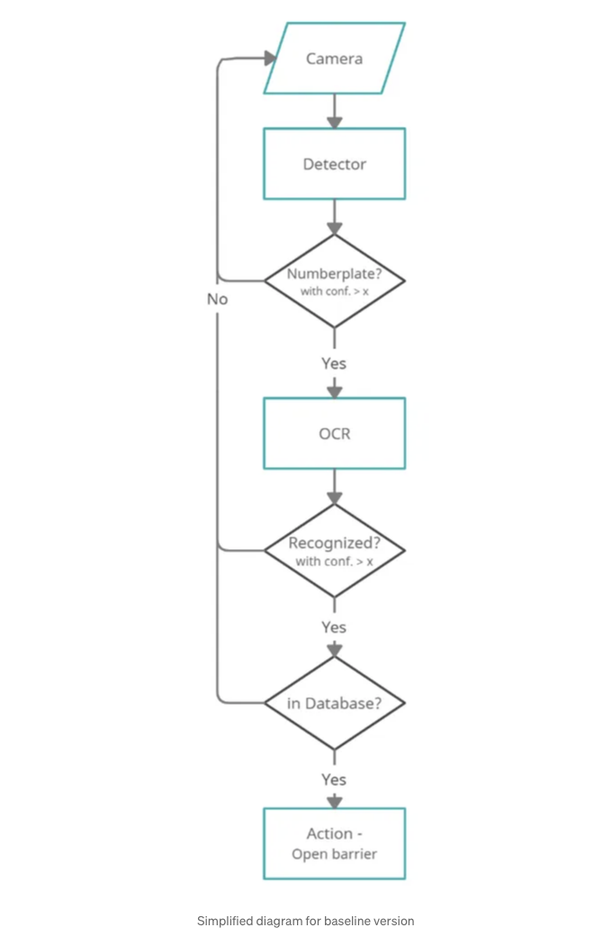 Camera
Detector
Numberplate?
with conf. > x
No
Yes
OCR
Recognized?
with conf. > x
Yes
in Database?
Yes
Action -
Open barrier
Simplified diagram for baseline version